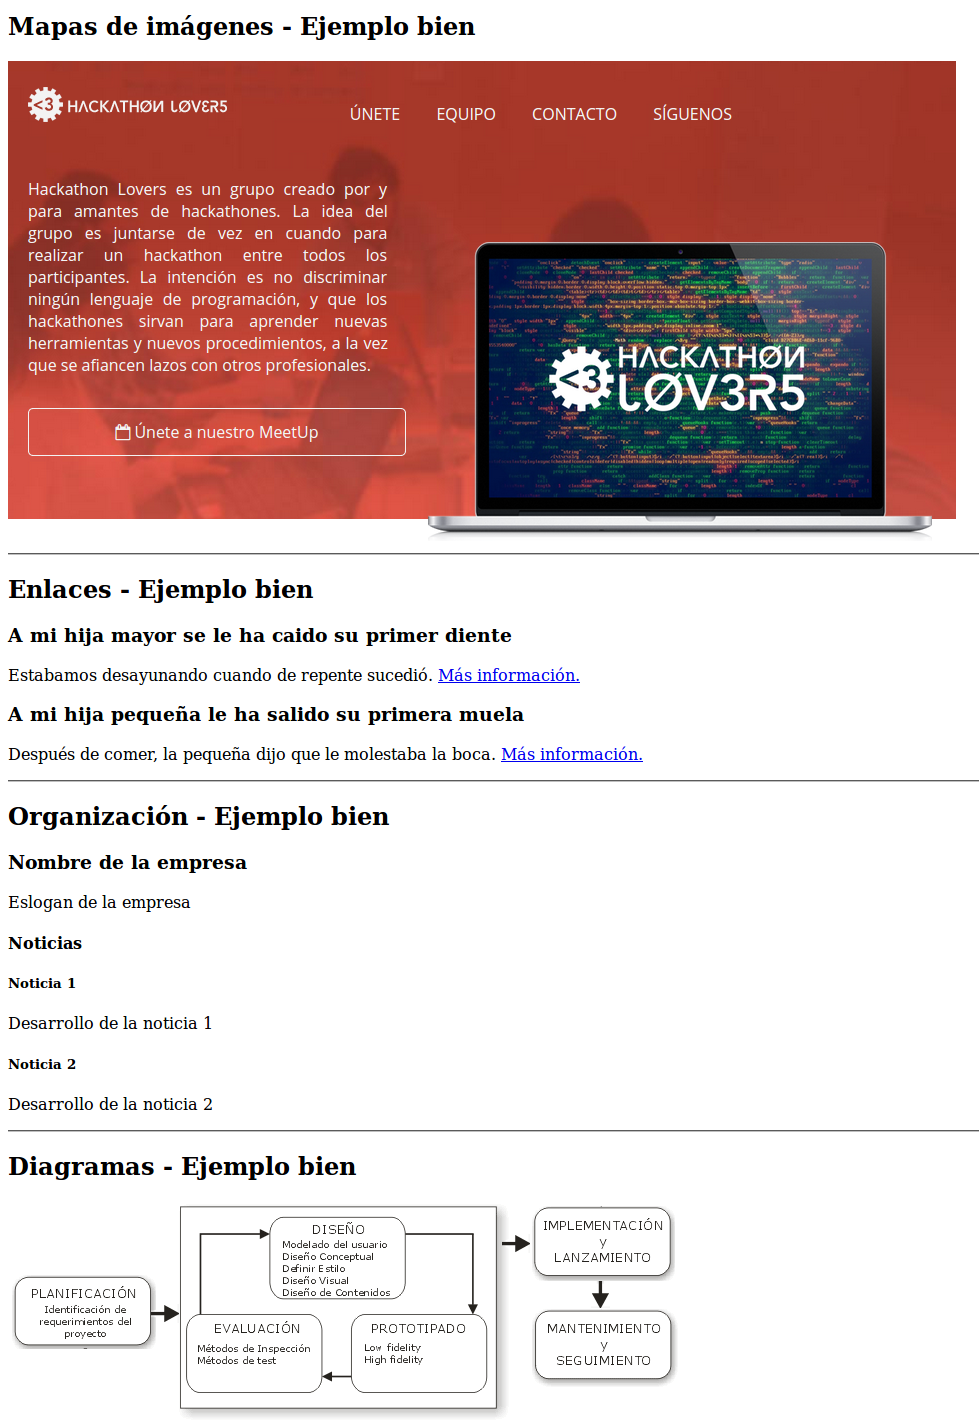 Mapas de imágenes - Ejemplo bien
<3 HACKATHØN LØVER5
ÚNETE EQUIPO CONTACTO SÍGUENOS
Hackathon Lovers es un grupo creado por y
para amantes de hackathones. La idea del
grupo es juntarse de vez en cuando para
realizar un hackathon entre todos los
participantes. La intención es no discriminar
ningún lenguaje de programación, y que los
hackathones sirvan para aprender nuevas
herramientas y nuevos procedimientos, a la vez
que se afiancen lazos con otros profesionales.
Únete a nuestro MeetUp
<3 HACKATHØN
LØV3R5
Enlaces - Ejemplo bien
A mi hija mayor se le ha caido su primer diente
Estabamos desayunando cuando de repente sucedió. Más información.
A mi hija pequeña le ha salido su primera muela
Después de comer, la pequeña dijo que le molestaba la boca. Más información.
Organización - Ejemplo bien
Nombre de la empresa
Eslogan de la empresa
Noticias
Noticia 1
Desarrollo de la noticia 1
Noticia 2
Desarrollo de la noticia 2
Diagramas - Ejemplo bien
PLANIFICACIÓN
Identificación de
requerimientos del
proyecto
DISEÑO
Modelado del usuario
Diseño Conceptual
Definir Estilo
Diseño Visual
Diseño de Contenidos
EVALUACIÓN
Métodos de Inspección
Métodos de test
PROTOTIPADO
Low fidelity
High fidelity
IMPLEMENTACIÓN
y
LANZAMIENTO
MANTENIMIENTO
y
SEGUIMIENTO